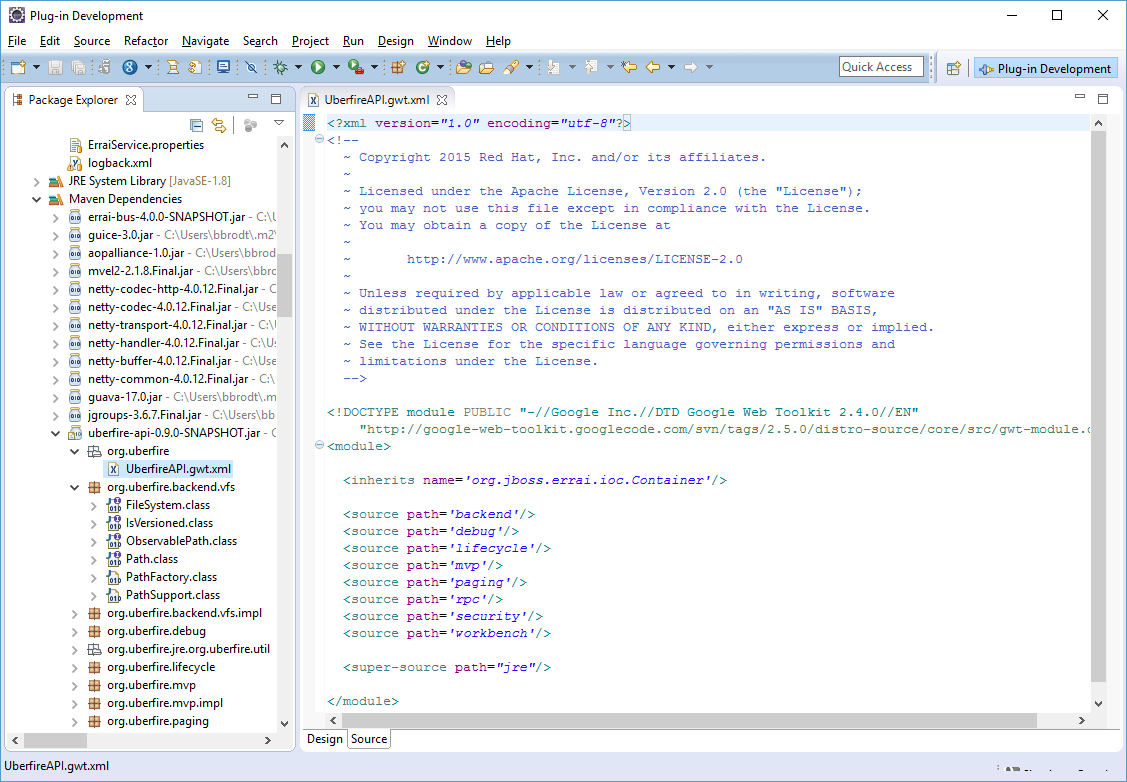 Plug-in Development
File Edit Source Refactor Navigate Search Project Run Design Window Help
Quick Access
Plug-in Development
Package Explorer
ErraiService.properties
logback.xml
JRE System Library [JavaSE-1.8]
Maven Dependencies
errai-bus-4.0.0-SNAPSHOT.jar - C:\U
guice-3.0.jar - C:\Users\bbrodt\.m2\
aopalliance-1.0.jar - C:\Users\bbrod
mvel2-2.1.8.Final.jar - C:\Users\bbrc
netty-codec-http-4.0.12.Final.jar - C:
netty-codec-4.0.12.Final.jar - C:\Use
netty-transport-4.0.12.Final.jar - C:\
netty-handler-4.0.12.Final.jar - C:\U
netty-buffer-4.0.12.Final.jar - C:\Use
netty-common-4.0.12.Final.jar - C:\
guava-17.0.jar - C:\Users\bbrodt\.m
jgroups-3.6.7.Final.jar - C:\Users\bb
uberfire-api-0.9.0-SNAPSHOT.jar - C
org.uberfire
UberfireAPI.gwt.xml
org.uberfire.backend.vfs
FileSystem.class
IsVersioned.class
ObservablePath.class
Path.class
PathFactory.class
PathSupport.class
org.uberfire.backend.vfs.impl
org.uberfire.debug
org.uberfire.jre.org.uberfire.util
org.uberfire.lifecycle
org.uberfire.mvp
org.uberfire.mvp.impl
org.uberfire.paging
UberfireAPI.gwt.xml
<?xml version="1.0" encoding="utf-8"?>
<!--
~ Copyright 2015 Red Hat, Inc. and/or its affiliates.
~
~ Licensed under the Apache License, Version 2.0 (the "License");
~ you may not use this file except in compliance with the License.
~ You may obtain a copy of the License at
~
~ http://www.apache.org/licenses/LICENSE-2.0
~
~ Unless required by applicable law or agreed to in writing, software
~ distributed under the License is distributed on an "AS IS" BASIS,
~ WITHOUT WARRANTIES OR CONDITIONS OF ANY KIND, either express or implied.
~ See the License for the specific language governing permissions and
~ limitations under the License.
-->
<!DOCTYPE module PUBLIC "-//Google Inc.//DTD Google Web Toolkit 2.4.0//EN"
"http://google-web-toolkit.googlecode.com/svn/tags/2.5.0/distro-source/core/src/gwt-module.d
<module>
<inherits name='org.jboss.errai.ioc.Container'/>
<source path='backend'/>
<source path='debug'/>
<source path='lifecycle'/>
<source path='mvp'/>
<source path='paging'/>
<source path='rpc'/>
<source path='security'/>
<source path='workbench'/>
<super-source path="jre"/>
</module>
Design Source
UberfireAPI.gwt.xml